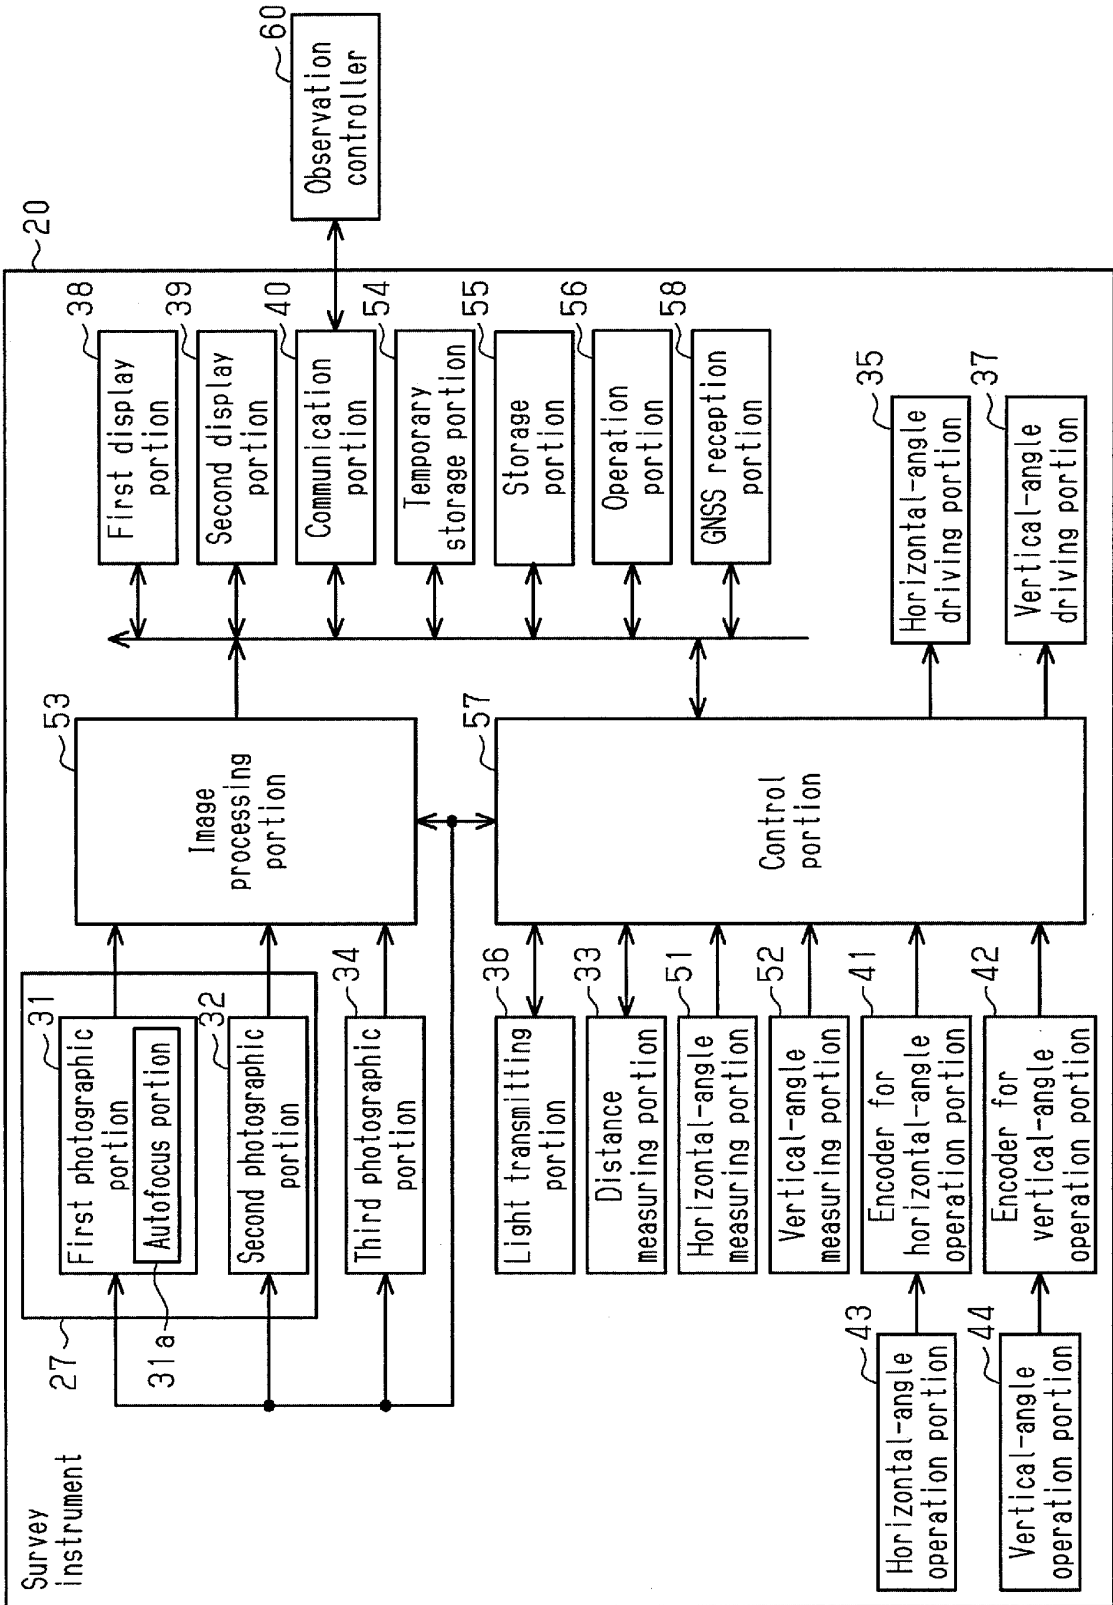 Survey
instrument
20
27
31
First photographic
portion
Autofocus portion
31a
32
Second photographic
portion
34
Third photographic
portion
53
Image
processing
portion
38
First display
portion
39
Second display
portion
40
Communication
portion
60
Observation
controller
54
Temporary
storage portion
55
Storage
portion
56
Operation
portion
58
GNSS reception
portion
36
Light transmitting
portion
33
Distance
measuring portion
51
Horizontal-angle
measuring portion
52
Vertical-angle
measuring portion
41
Encoder for
horizontal-angle
operation portion
42
Encoder for
vertical-angle
operation portion
43
Horizontal-angle
operation portion
44
Vertical-angle
operation portion
57
Control
portion
35
Horizontal-angle
driving portion
37
Vertical-angle
driving portion